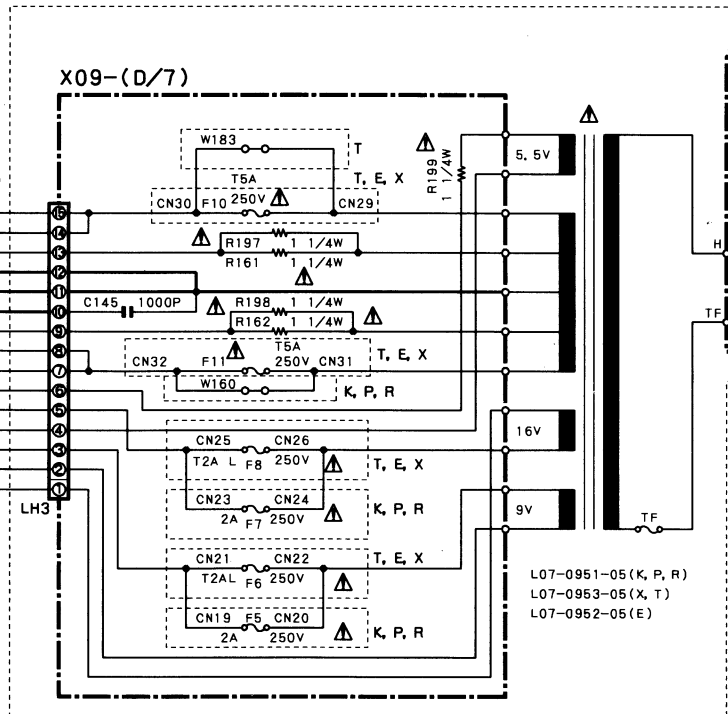 X09-(D/7)
W183
T
T5A
T, E, X
CN30 F10 250V CN29
R199
1 1/4W
5.5V
15
14
13
12
11
10
9
8
7
6
5
4
3
2
1
LH3
R197 1 1/4W
R161 1 1/4W
C145 1000P
R198 1 1/4W
R162 1 1/4W
T5A
CN32 F11 250V CN31
T, E, X
W160
K, P, R
CN25 CN26
T2A L F8 250V
T, E, X
CN23 CN24
2A F7 250V
K, P, R
CN21 CN22
T2AL F6 250V
T, E, X
CN19 F5 CN20
2A 250V
K, P, R
16V
9V
H
TF
TF
L07-0951-05(K, P, R)
L07-0953-05(X, T)
L07-0952-05(E)